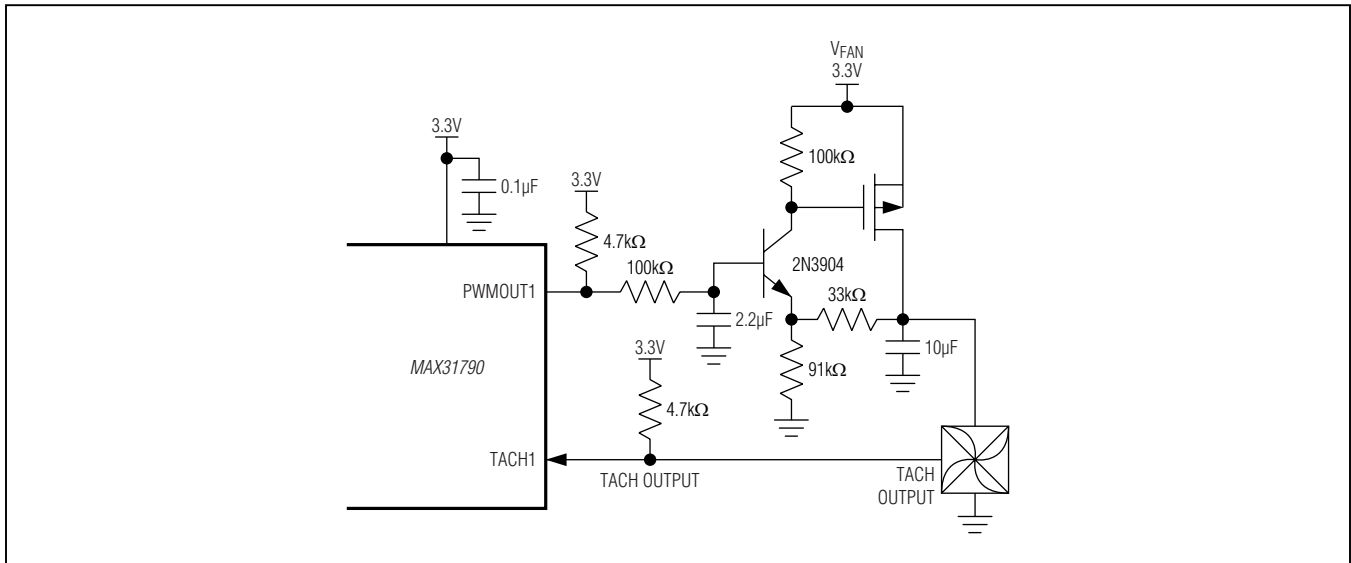 VFAN
3.3V
3.3V
100kΩ
0.1µF
3.3V
4.7kΩ
2N3904
100kΩ
33kΩ
PWMOUT1
2.2µF
10µF
3.3V
91kΩ
MAX31790
4.7kΩ
TACH1
TACH OUTPUT
TACH
OUTPUT